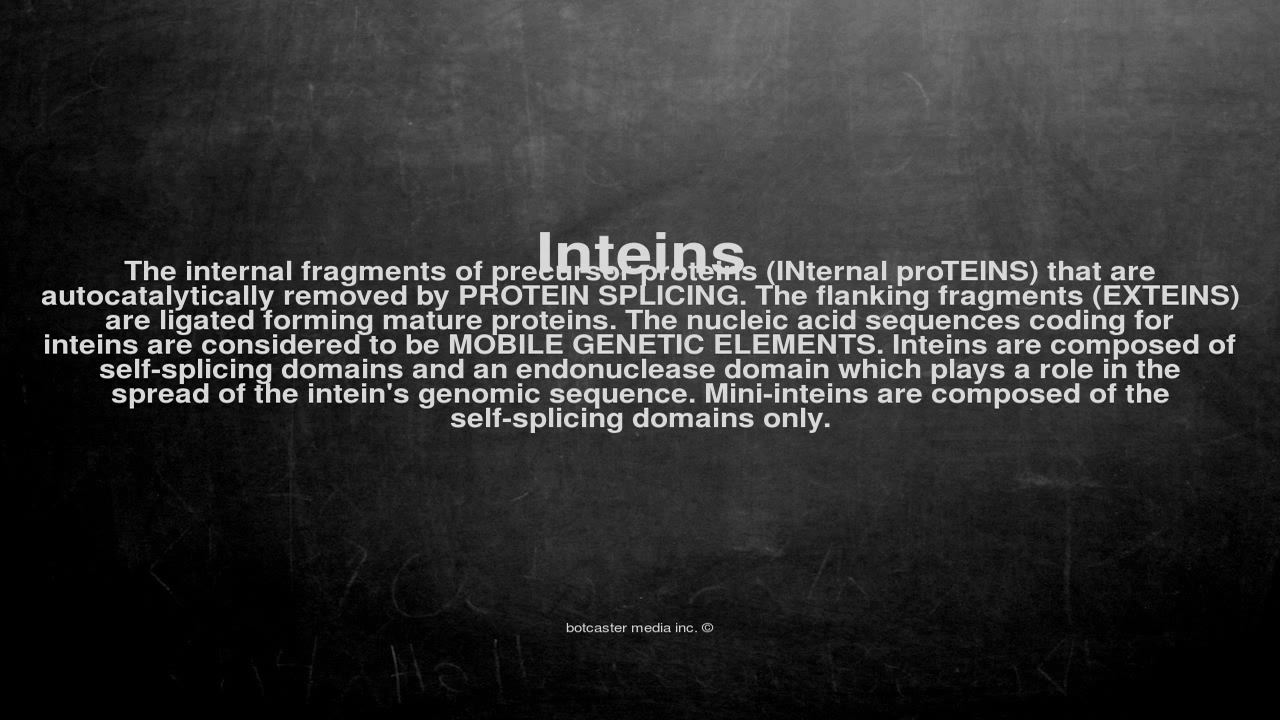 Inteins
The internal fragments of precursor proteins (INternal proTEINS) that are
autocatalytically removed by PROTEIN SPLICING. The flanking fragments (EXTEINS)
are ligated forming mature proteins. The nucleic acid sequences coding for
inteins are considered to be MOBILE GENETIC ELEMENTS. Inteins are composed of
self-splicing domains and an endonuclease domain which plays a role in the
spread of the intein's genomic sequence. Mini-inteins are composed of the
self-splicing domains only.
botcaster media inc. ©